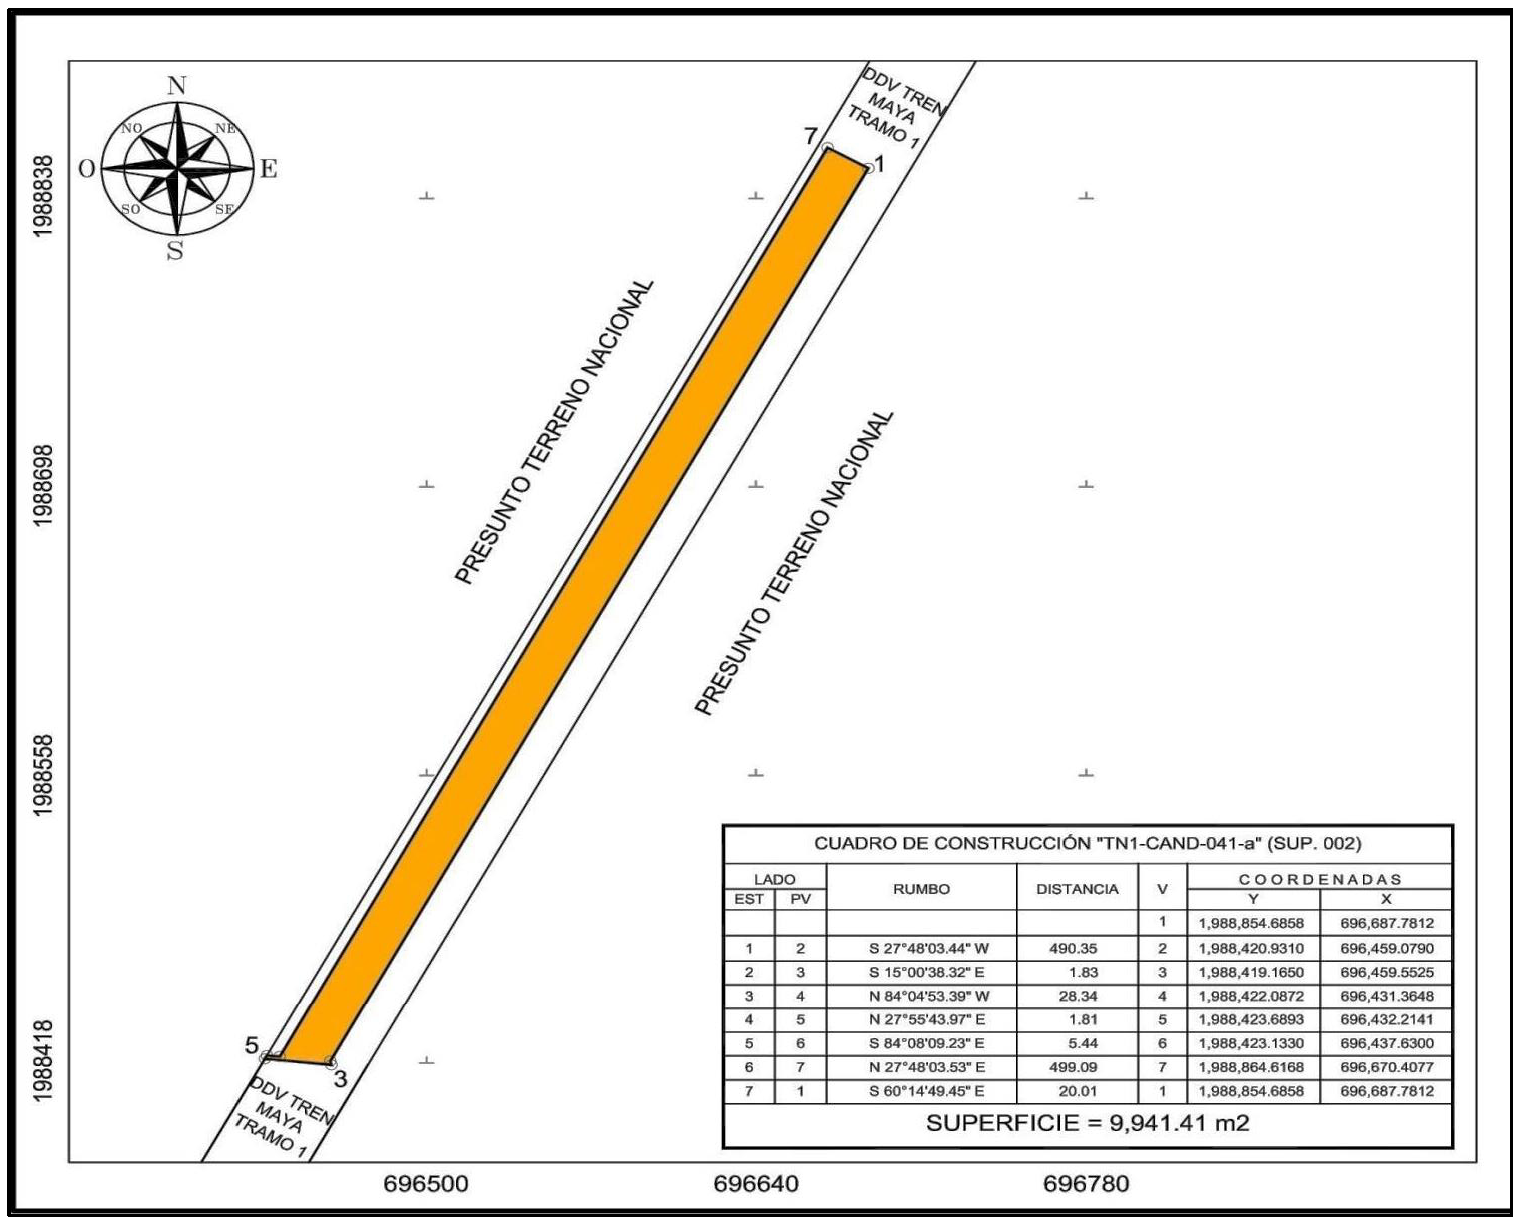 N
NO NE
O E
SO SE
S
DDV TREN
MAYA
TRAMO 1
7
1
1988838
1988698
1988558
1988418
PRESUNTO TERRENO NACIONAL
PRESUNTO TERRENO NACIONAL
5
3
DDV TREN
MAYA
TRAMO 1
CUADRO DE CONSTRUCCIÓN "TN1-CAND-041-a" (SUP. 002)
LADO RUMBO DISTANCIA V COORDENADAS
EST PV Y X
1 1,988,854.6858 696,687.7812
1 2 S 27°48'03.44" W 490.35 2 1,988,420.9310 696,459.0790
2 3 S 15°00'38.32" E 1.83 3 1,988,419.1650 696,459.5525
3 4 N 84°04'53.39" W 28.34 4 1,988,422.0872 696,431.3648
4 5 N 27°55'43.97" E 1.81 5 1,988,423.6893 696,432.2141
5 6 S 84°08'09.23" E 5.44 6 1,988,423.1330 696,437.6300
6 7 N 27°48'03.53" E 499.09 7 1,988,864.6168 696,670.4077
7 1 S 60°14'49.45" E 20.01 1 1,988,854.6858 696,687.7812
SUPERFICIE = 9,941.41 m2
696500 696640 696780